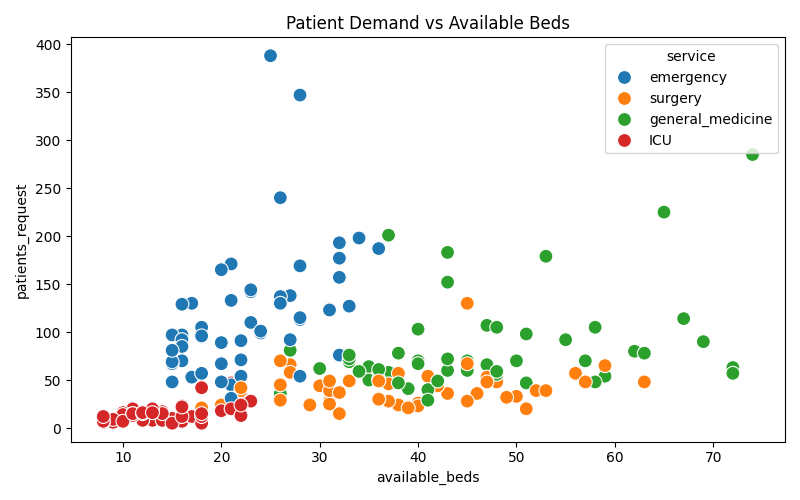 Patient Demand vs Available Beds
400
350
300
250
200
150
100
50
0
patients_request
service
emergency
surgery
general_medicine
ICU
10 20 30 40 50 60 70
available_beds